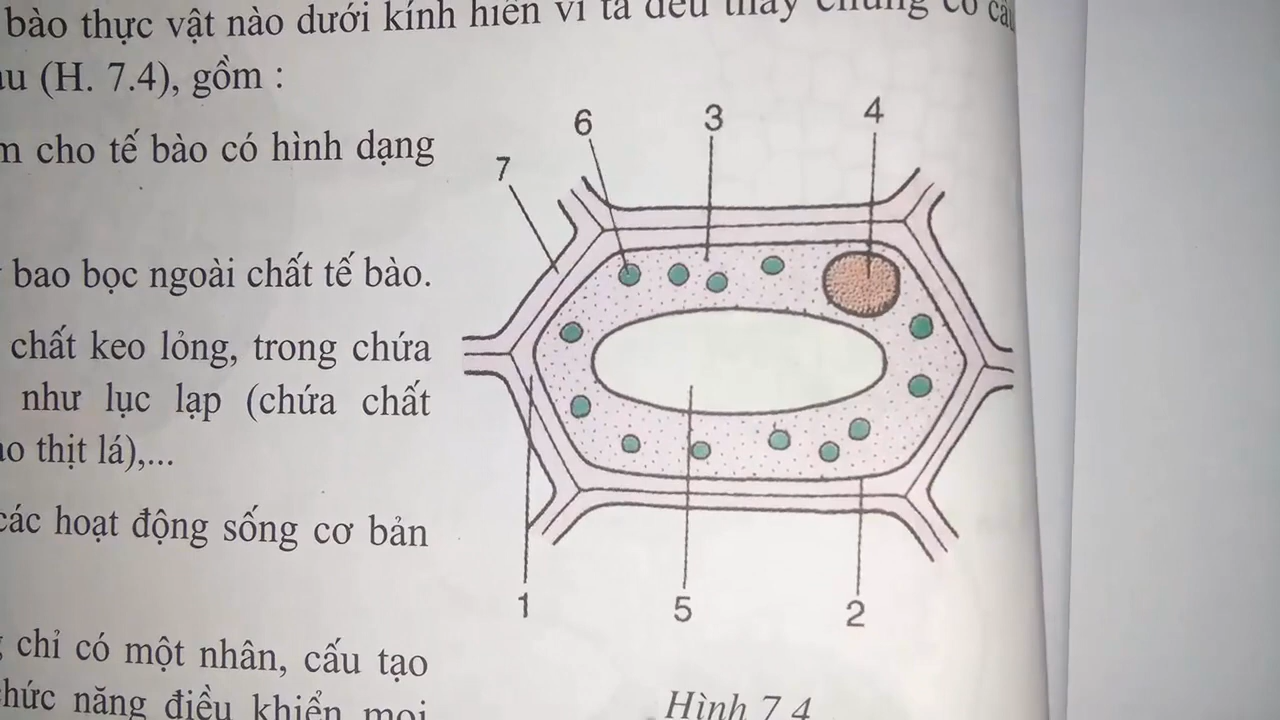 bào thực vật nào dưới kính hiển vi ta đều thấy chúng có
(H. 7.4), gồm :
cho tế bào có hình dạng
bao bọc ngoài chất tế bào.
chất keo lỏng, trong chứa
như lục lạp (chứa chất
thịt lá),...
các hoạt động sống cơ bản
chỉ có một nhân, cấu tạo
chức năng điều khiển mọi
6 3 4
7
1 5 2
Hình 7.4